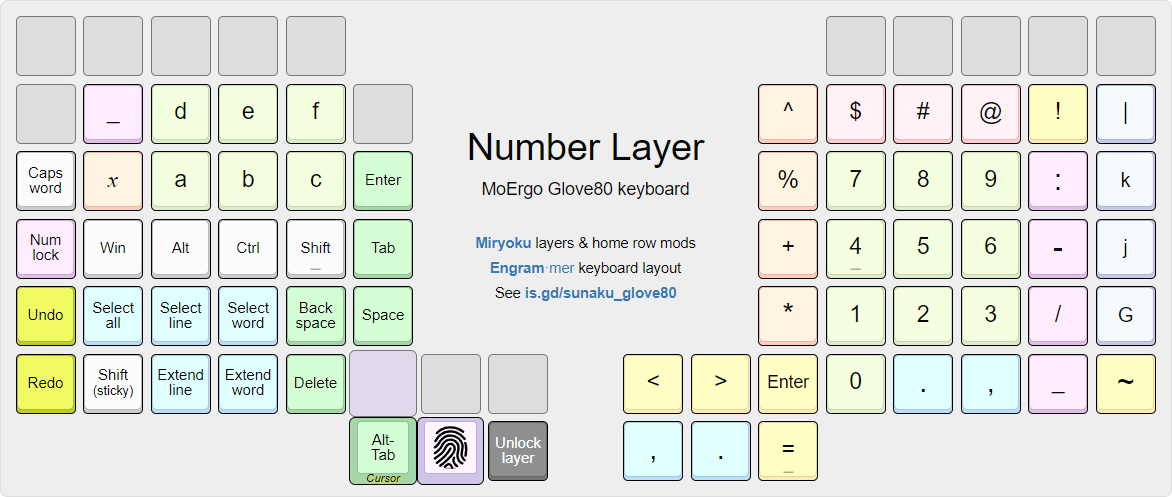 _ d e f ^ $ # @ ! |
Caps word x a b c Enter % 7 8 9 : k
Number Layer
MoErgo Glove80 keyboard
Num lock Win Alt Ctrl Shift _ Tab + 4 _ 5 6 - j
Miryoku layers & home row mods
Engram·mer keyboard layout
See is.gd/sunaku_glove80
Undo Select all Select line Select word Back space Space * 1 2 3 / G
Redo Shift (sticky) Extend line Extend word Delete < > Enter 0 . , _ ~
Alt-Tab Cursor Unlock layer , . = _